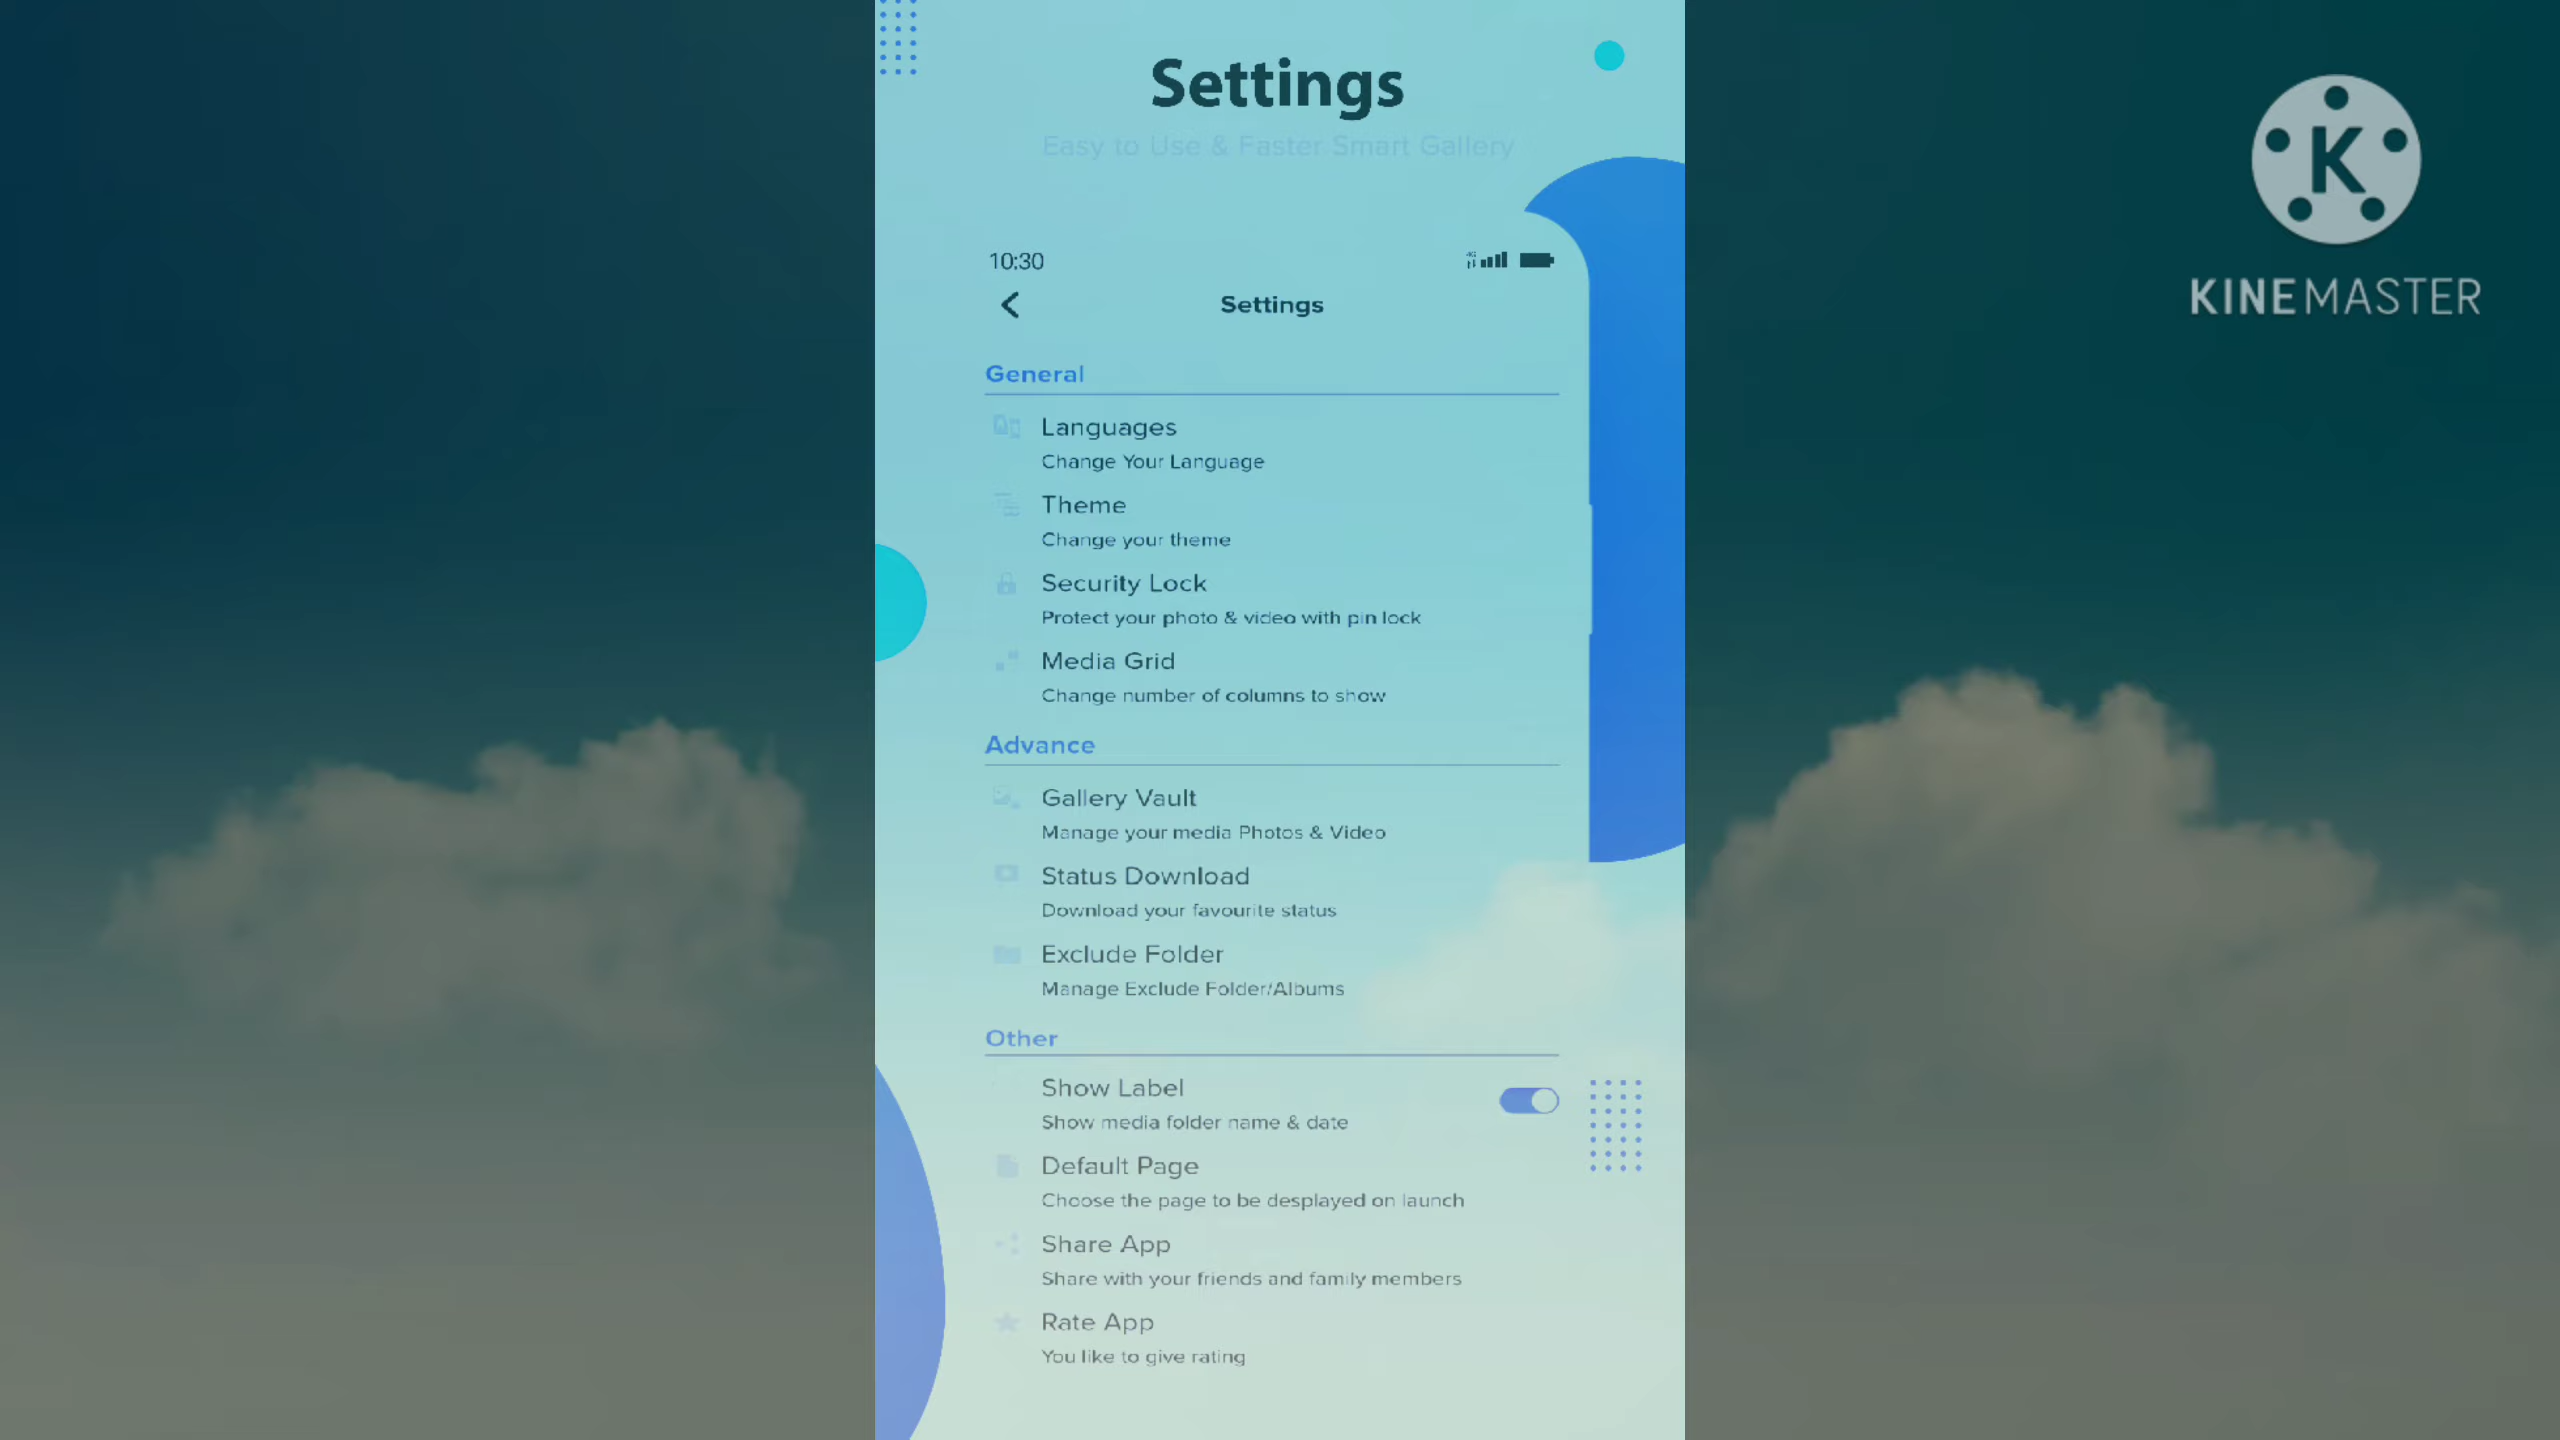 Settings
Easy to Use & Faster Smart Gallery
10:30
Settings
General
Languages
Change Your Language
Theme
Change your theme
Security Lock
Protect your photo & video with pin lock
Media Grid
Change number of columns to show
Advance
Gallery Vault
Manage your media Photos & Video
Status Download
Download your favourite status
Exclude Folder
Manage Exclude Folder/Albums
Other
Show Label
Show media folder name & date
Default Page
Choose the page to be desplayed on launch
Share App
Share with your friends and family members
Rate App
You like to give rating
K
KINEMASTER